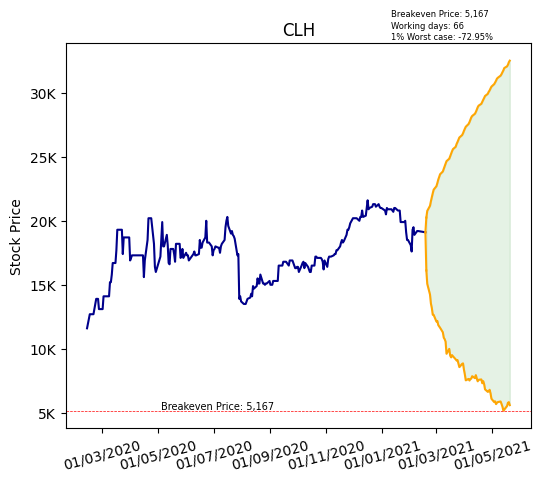 Breakeven Price: 5,167
Working days: 66
1% Worst case: -72.95%
CLH
Stock Price
30K
25K
20K
15K
10K
5K
Breakeven Price: 5,167
01/03/2020
01/05/2020
01/07/2020
01/09/2020
01/11/2020
01/01/2021
01/03/2021
01/05/2021